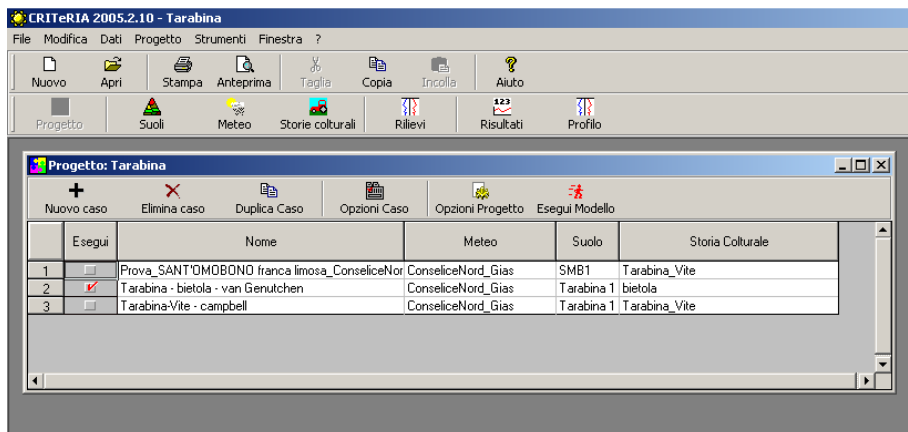 CRITeRIA 2005.2.10 - Tarabina
File Modifica Dati Progetto Strumenti Finestra ?
Nuovo Apri Stampa Anteprima Taglia Copia Incolla Aiuto
123
Progetto Suoli Meteo Storie colturali Rilievi Risultati Profilo
Progetto: Tarabina
Nuovo caso Elimina caso Duplica Caso Opzioni Caso Opzioni Progetto Esegui Modello
Esegui Nome Meteo Suolo Storia Colturale
1 Prova_SANT'OMOBONO franca limosa_ConseliceNor ConseliceNord_Gias SMB1 Tarabina_Vite
2 Tarabina - bietola - van Genutchen ConseliceNord_Gias Tarabina 1 bietola
3 Tarabina-Vite - campbell ConseliceNord_Gias Tarabina 1 Tarabina_Vite